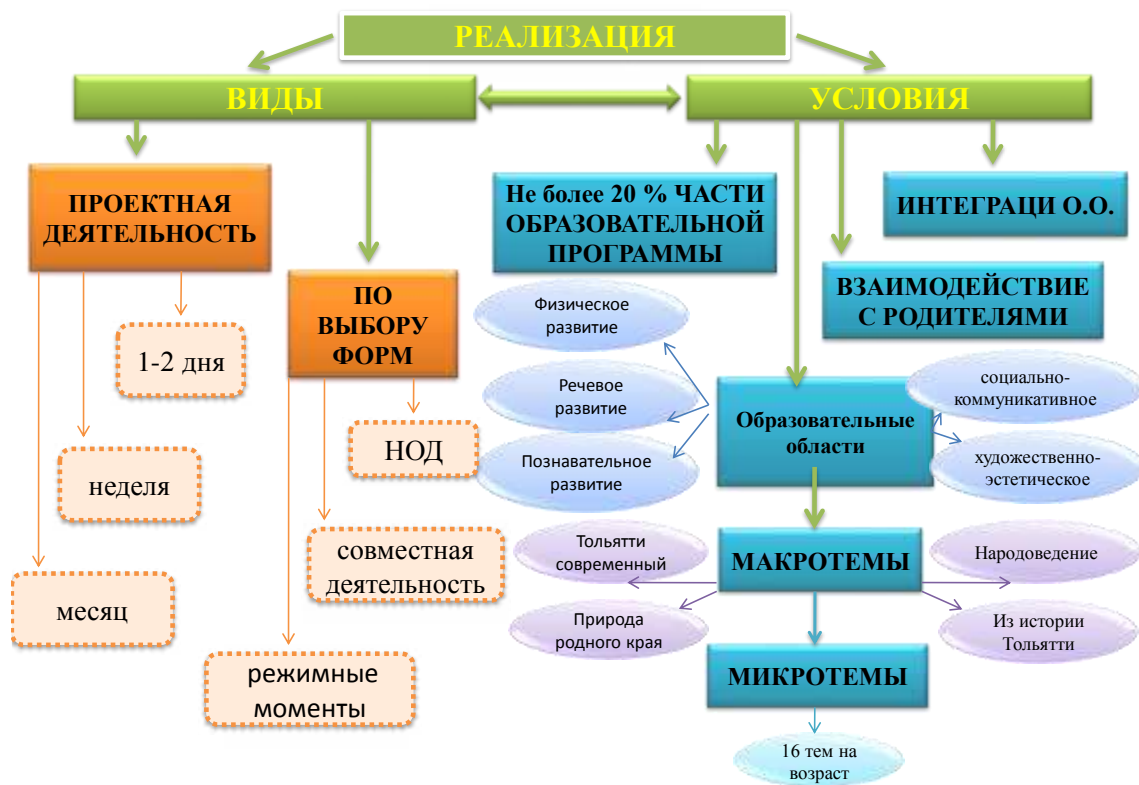 РЕАЛИЗАЦИЯ
ВИДЫ
УСЛОВИЯ
ПРОЕКТНАЯ
ДЕЯТЕЛЬНОСТЬ
1-2 дня
неделя
месяц
ПО
ВЫБОРУ
ФОРМ
НОД
совместная
деятельность
режимные
моменты
Не более 20 % ЧАСТИ
ОБРАЗОВАТЕЛЬНОЙ
ПРОГРАММЫ
ИНТЕГРАЦИ О.О.
ВЗАИМОДЕЙСТВИЕ
С РОДИТЕЛЯМИ
Физическое
развитие
Речевое
развитие
Познавательное
развитие
Образовательные
области
социально-
коммуникативное
художественно-
эстетическое
Тольятти
современный
Природа
родного края
МАКРОТЕМЫ
Народоведение
Из истории
Тольятти
МИКРОТЕМЫ
16 тем на
возраст